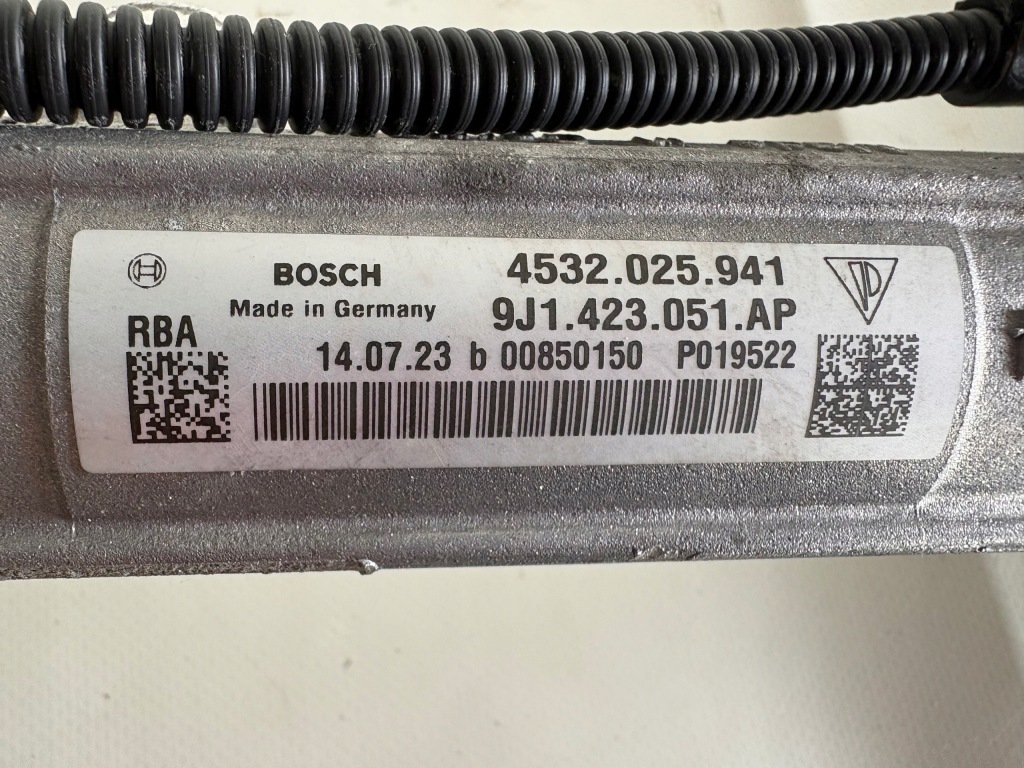 BOSCH 4532.025.941
Made in Germany 9J1.423.051.AP
RBA
14.07.23 b 00850150 P019522